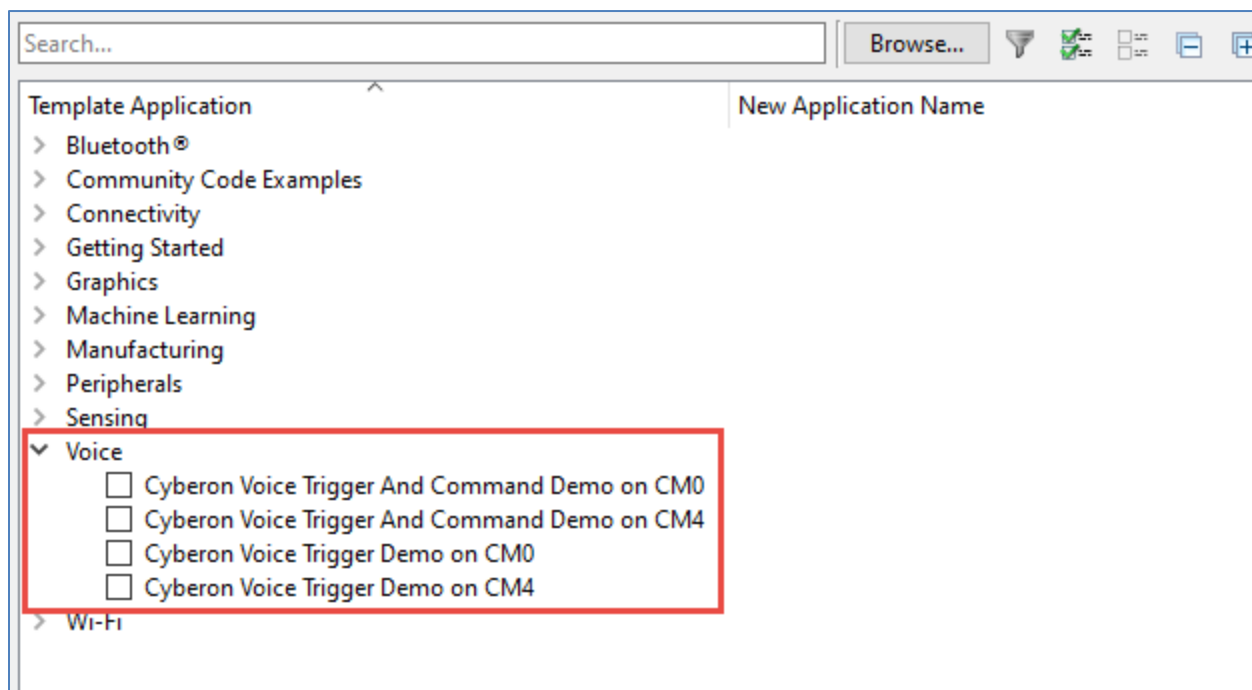 Search...
Browse...
Template Application
New Application Name
Bluetooth®
Community Code Examples
Connectivity
Getting Started
Graphics
Machine Learning
Manufacturing
Peripherals
Sensing
Voice
Cyberon Voice Trigger And Command Demo on CM0
Cyberon Voice Trigger And Command Demo on CM4
Cyberon Voice Trigger Demo on CM0
Cyberon Voice Trigger Demo on CM4
Wi-Fi